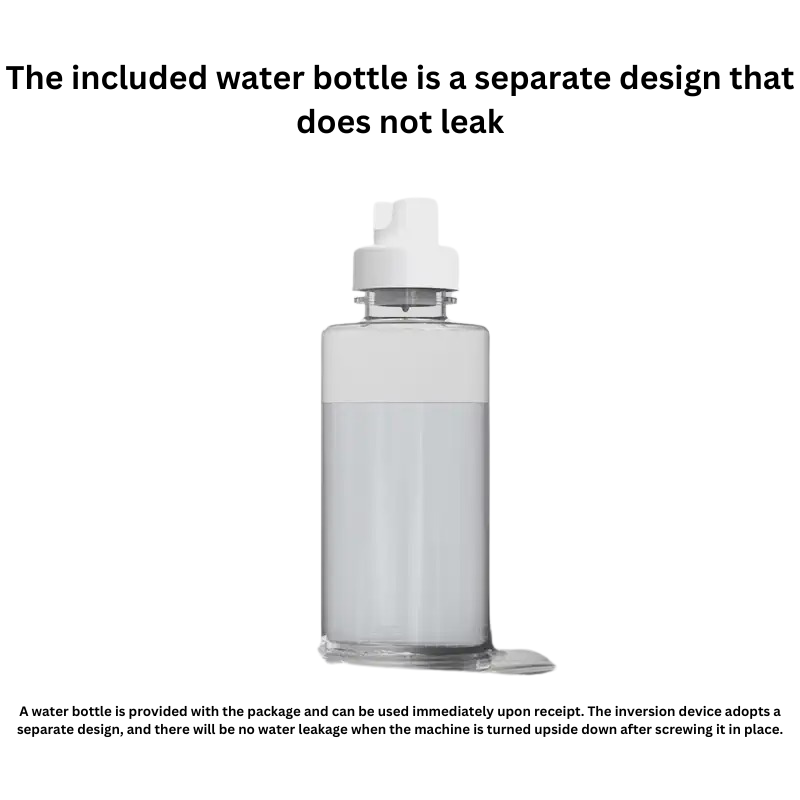 The included water bottle is a separate design that
does not leak
A water bottle is provided with the package and can be used immediately upon receipt. The inversion device adopts a
separate design, and there will be no water leakage when the machine is turned upside down after screwing it in place.